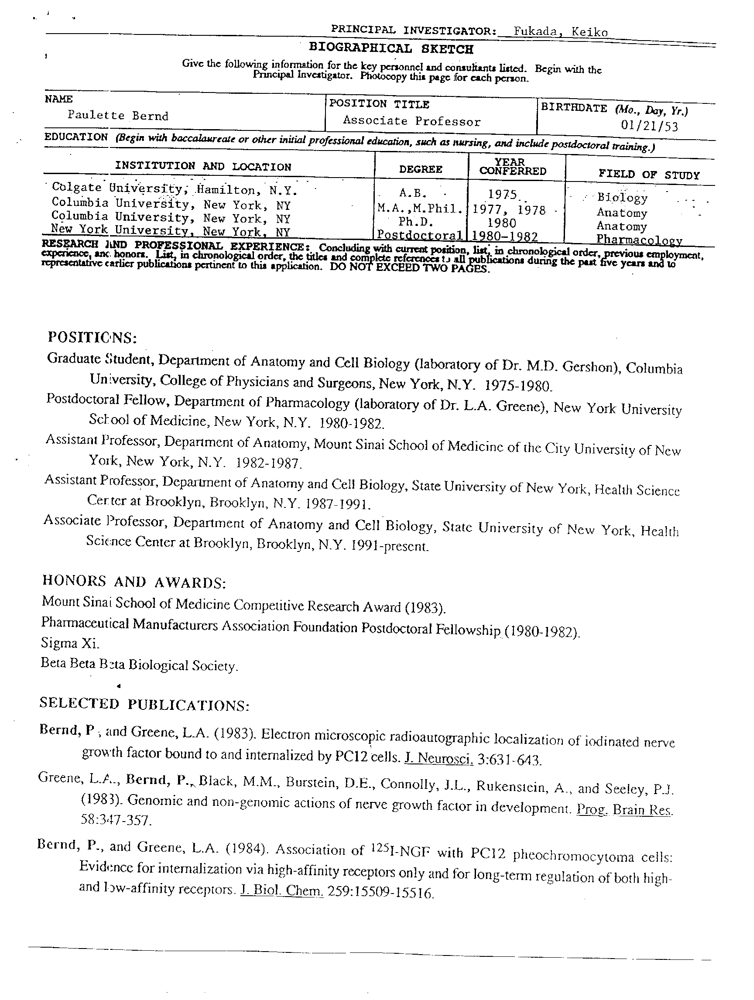 PRINCIPAL INVESTIGATOR: Fukada, Keiko
BIOGRAPHICAL SKETCH
Give the following information for the key personnel and consultants listed. Begin with the
Principal Investigator. Photocopy this page for each person.
NAME POSITION TITLE BIRTHDATE (Mo., Day, Yr.)
Paulette Bernd Associate Professor 01/21/53
EDUCATION (Begin with baccalaureate or other initial professional education, such as nursing, and include postdoctoral training.)
INSTITUTION AND LOCATION DEGREE YEAR CONFERRED FIELD OF STUDY
Colgate University, Hamilton, N.Y. A.B. 1975 Biology
Columbia University, New York, NY M.A.,M.Phil. 1977, 1978 Anatomy
Columbia University, New York, NY Ph.D. 1980 Anatomy
New York University, New York, NY Postdoctoral 1980-1982 Pharmacology
RESEARCH AND PROFESSIONAL EXPERIENCE: Concluding with current position, list, in chronological order, previous employment,
experience, and honors. List, in chronological order, the titles and complete references to all publications during the past five years and to
representative earlier publications pertinent to this application. DO NOT EXCEED TWO PAGES.
POSITIONS:
Graduate Student, Department of Anatomy and Cell Biology (laboratory of Dr. M.D. Gershon), Columbia
University, College of Physicians and Surgeons, New York, N.Y. 1975-1980.
Postdoctoral Fellow, Department of Pharmacology (laboratory of Dr. L.A. Greene), New York University
School of Medicine, New York, N.Y. 1980-1982.
Assistant Professor, Department of Anatomy, Mount Sinai School of Medicine of the City University of New
York, New York, N.Y. 1982-1987.
Assistant Professor, Department of Anatomy and Cell Biology, State University of New York, Health Science
Center at Brooklyn, Brooklyn, N.Y. 1987-1991.
Associate Professor, Department of Anatomy and Cell Biology, State University of New York, Health
Science Center at Brooklyn, Brooklyn, N.Y. 1991-present.
HONORS AND AWARDS:
Mount Sinai School of Medicine Competitive Research Award (1983).
Pharmaceutical Manufacturers Association Foundation Postdoctoral Fellowship (1980-1982).
Sigma Xi.
Beta Beta Beta Biological Society.
SELECTED PUBLICATIONS:
Bernd, P., and Greene, L.A. (1983). Electron microscopic radioautographic localization of iodinated nerve
growth factor bound to and internalized by PC12 cells. J. Neurosci. 3:631-643.
Greene, L.A., Bernd, P., Black, M.M., Burstein, D.E., Connolly, J.L., Rukenstein, A., and Seeley, P.J.
(1983). Genomic and non-genomic actions of nerve growth factor in development. Prog. Brain Res.
58:347-357.
Bernd, P., and Greene, L.A. (1984). Association of 125I-NGF with PC12 pheochromocytoma cells:
Evidence for internalization via high-affinity receptors only and for long-term regulation of both high-
and low-affinity receptors. J. Biol. Chem. 259:15509-15516.